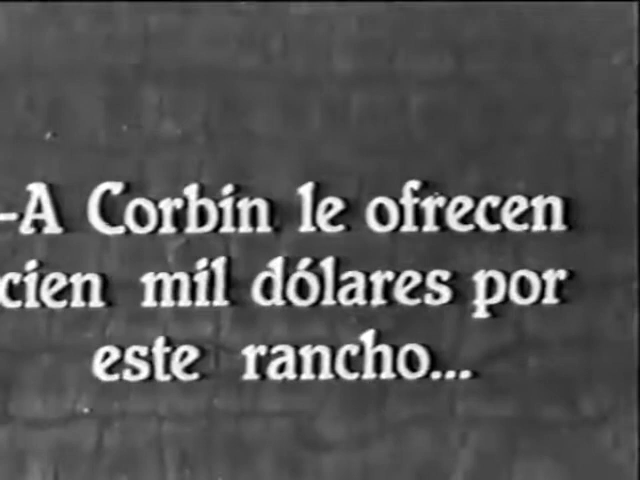 -A Corbin le ofrecen
cien mil dólares por
este rancho...